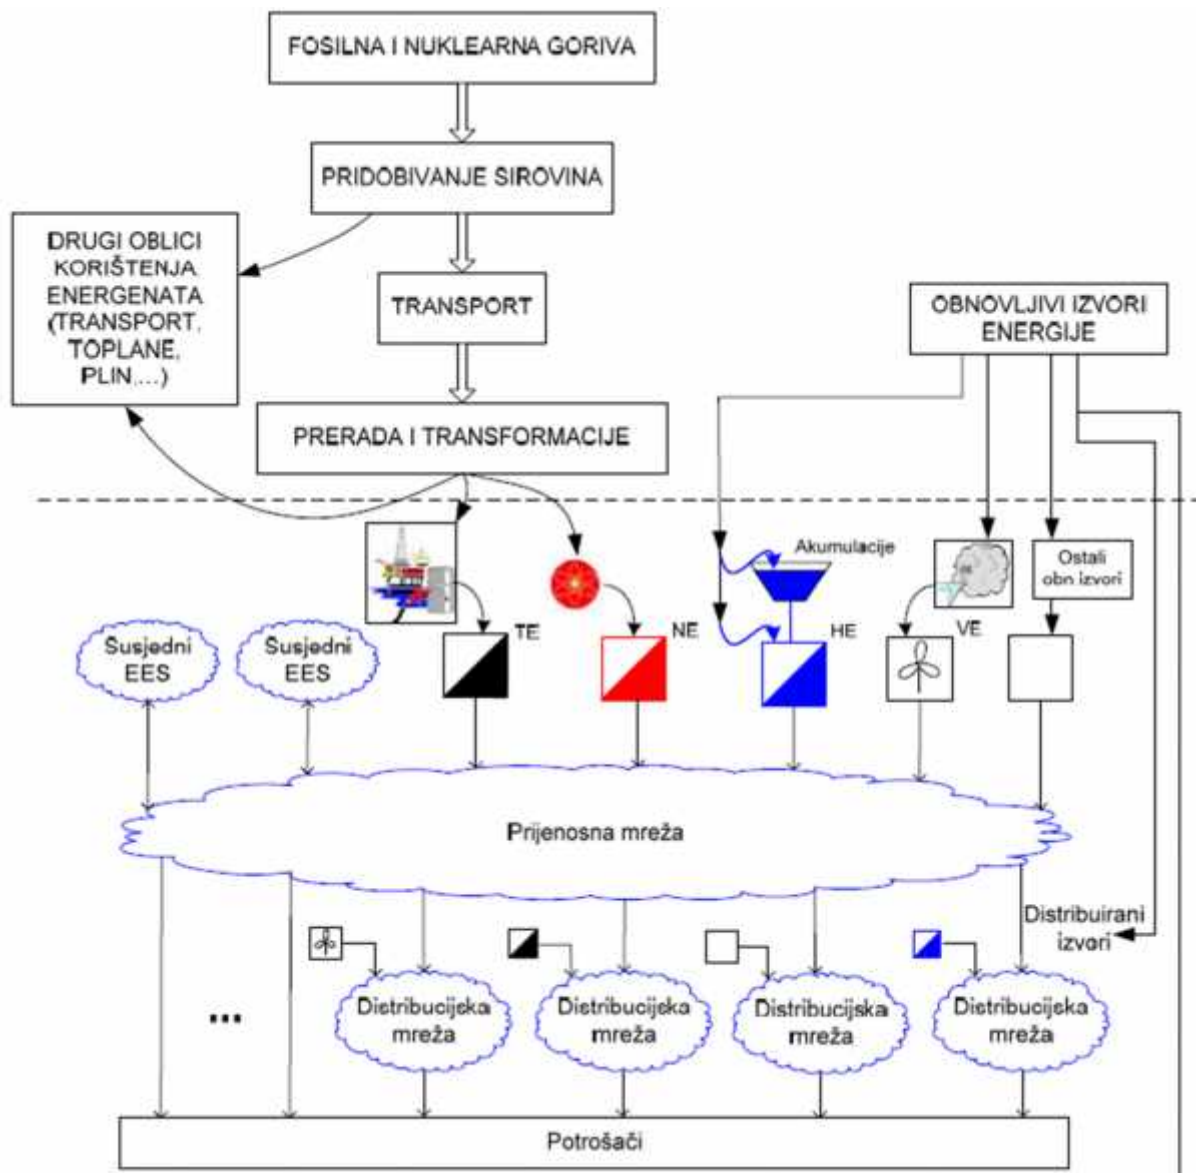 FOSILNA I NUKLEARNA GORIVA
PRIDOBIVANJE SIROVINA
DRUGI OBLICI
KORIŠTENJA
ENERGENATA
(TRANSPORT,
TOPLANE,
PLIN,...)
TRANSPORT
OBNOVLJIVI IZVORI
ENERGIJE
PRERADA I TRANSFORMACIJE
Akumulacije
Ostali
obn izvori
TE
NE
HE
VE
Susjedni
EES
Susjedni
EES
Prijenosna mreža
Distribuirani
izvori
...
Distribucijska
mreža
Distribucijska
mreža
Distribucijska
mreža
Distribucijska
mreža
Potrošači